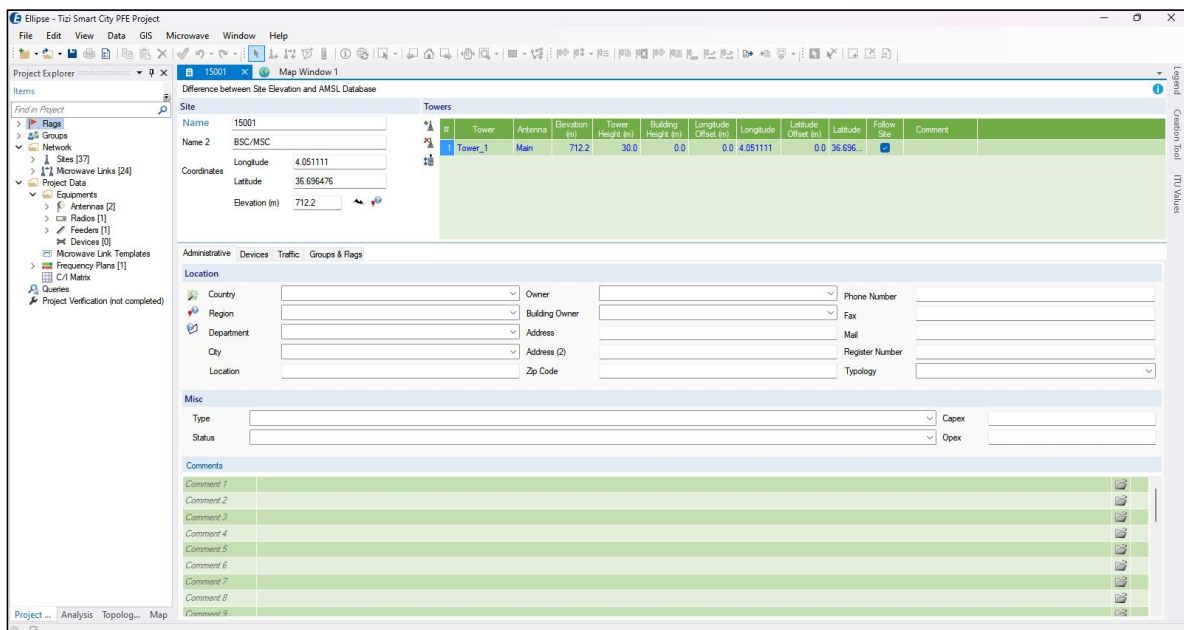 Ellipse - Tizi Smart City PFE Project
File Edit View Data GIS Microwave Window Help
Project Explorer
15001
Map Window 1
Items
Find in Project
Flags
Groups
Network
Sites [37]
Microwave Links [24]
Project Data
Equipments
Antennas [2]
Radios [1]
Feeders [1]
Devices [0]
Microwave Link Templates
Frequency Plans [1]
C/I Matrix
Queries
Project Verification (not completed)
Project ... Analysis Topolog... Map
Difference between Site Elevation and AMSL Database
Site
Name 15001
Name 2 BSC/MSC
Coordinates
Longitude 4.051111
Latitude 36.696476
Elevation (m) 712.2
Towers
# Tower Antenna Elevation (m) Tower Height (m) Building Height (m) Longitude Offset (m) Longitude Latitude Offset (m) Latitude Follow Site Comment
1 Tower_1 Main 712.2 30.0 0.0 0.0 4.051111 0.0 36.696...
Administrative Devices Traffic Groups & Flags
Location
Country Owner Phone Number
Region Building Owner Fax
Department Address Mail
City Address (2) Register Number
Location Zip Code Typology
Misc
Type Capex
Status Opex
Comments
Comment 1
Comment 2
Comment 3
Comment 4
Comment 5
Comment 6
Comment 7
Comment 8
Comment 9
Legend
Creation Tool
ITU Values